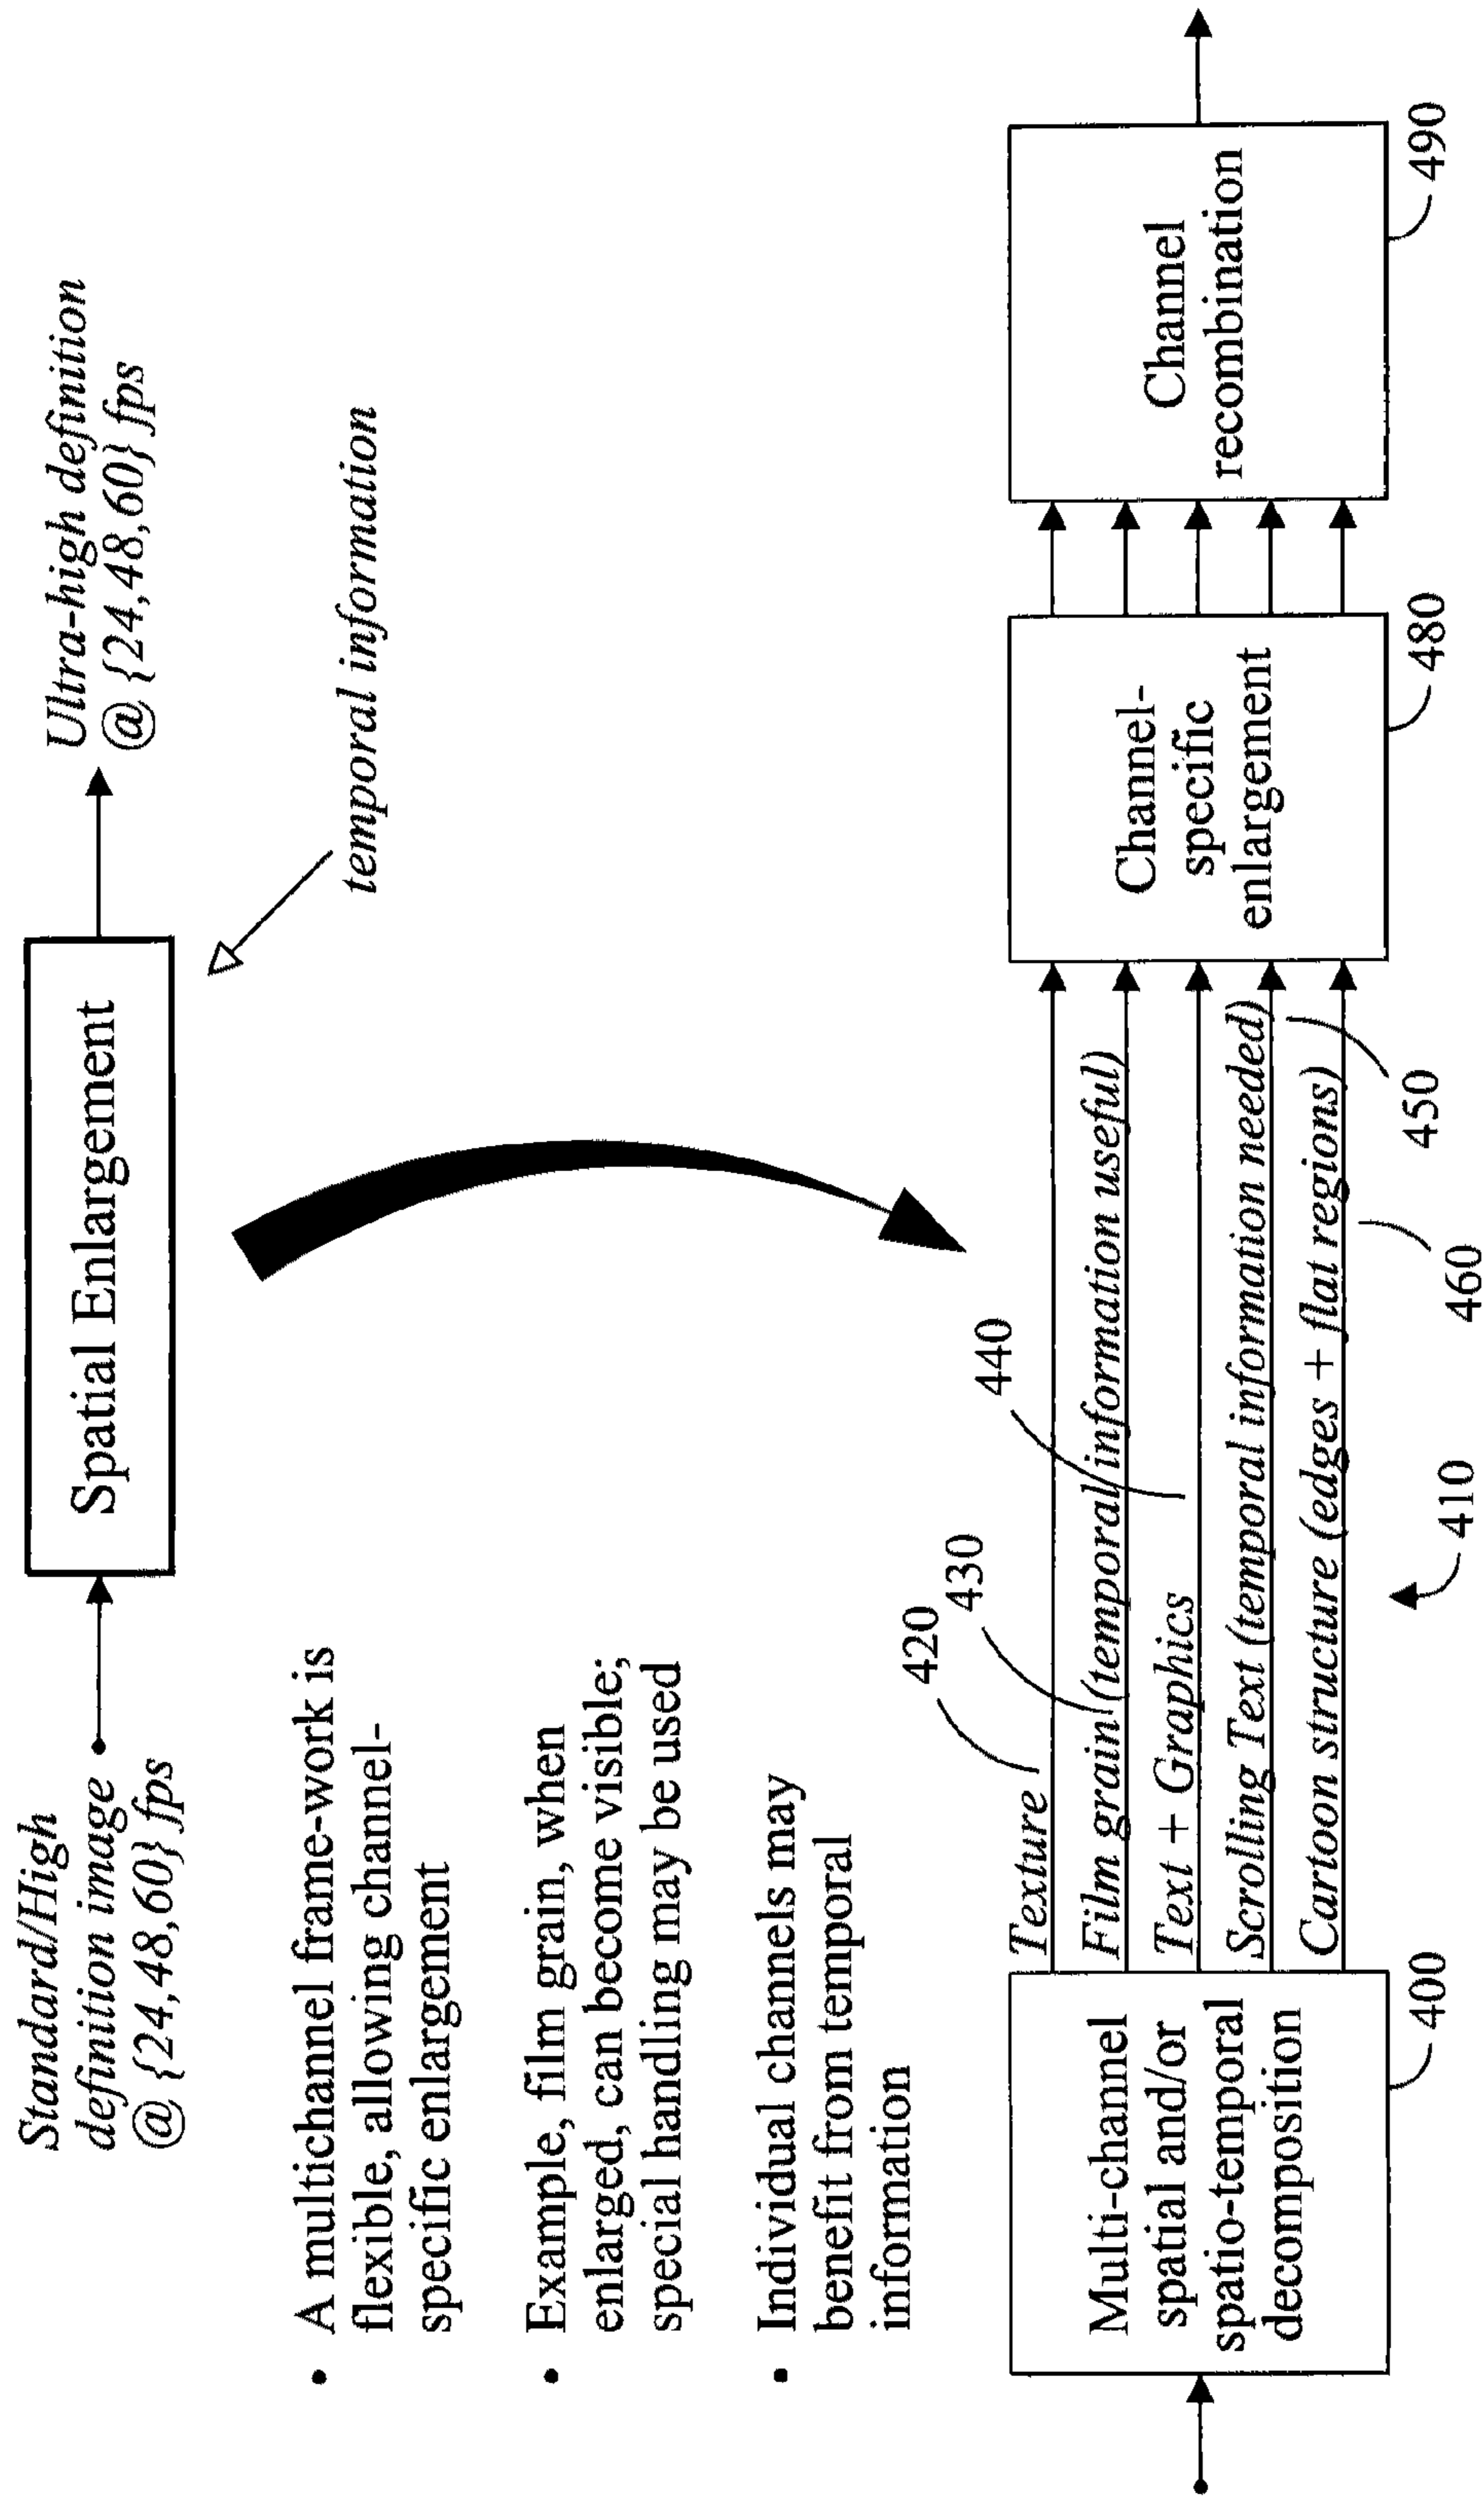 Standard/High
definition image
@ {24,48,60} fps
Spatial Enlargement
Ultra-high definition
@ {24,48,60} fps
temporal information
• A multichannel frame-work is
flexible, allowing channel-
specific enlargement
• Example, film grain, when
enlarged, can become visible;
special handling may be used
• Individual channels may
benefit from temporal
information
420
430
440
Multi-channel
spatial and/or
spatio-temporal
decomposition
400
Texture
Film grain (temporal information useful)
Text + Graphics
Scrolling Text (temporal information needed)
Cartoon structure (edges + flat regions)
410
460
450
Channel-
specific
enlargement
480
Channel
recombination
490